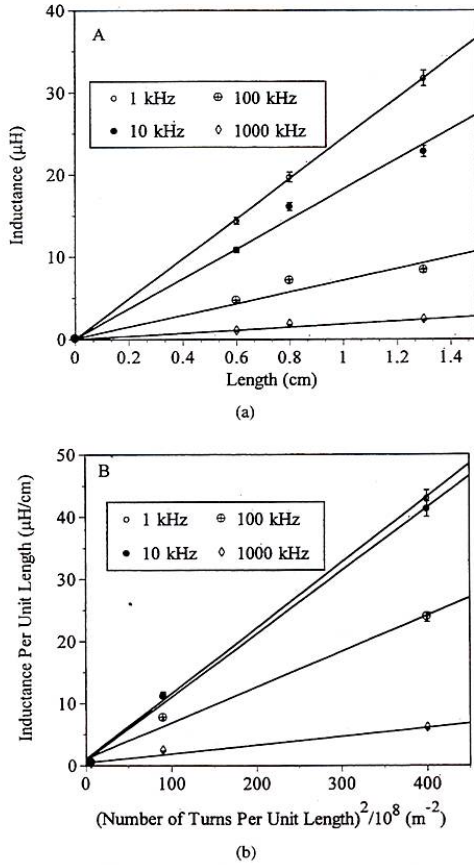 A
1 kHz
100 kHz
10 kHz
1000 kHz
40
30
20
10
0
Inductance (μH)
0
0.2
0.4
0.6
0.8
1
1.2
1.4
Length (cm)
(a)
B
1 kHz
100 kHz
10 kHz
1000 kHz
50
40
30
20
10
0
Inductance Per Unit Length (μH/cm)
0
100
200
300
400
(Number of Turns Per Unit Length)²/10⁸ (m⁻²)
(b)